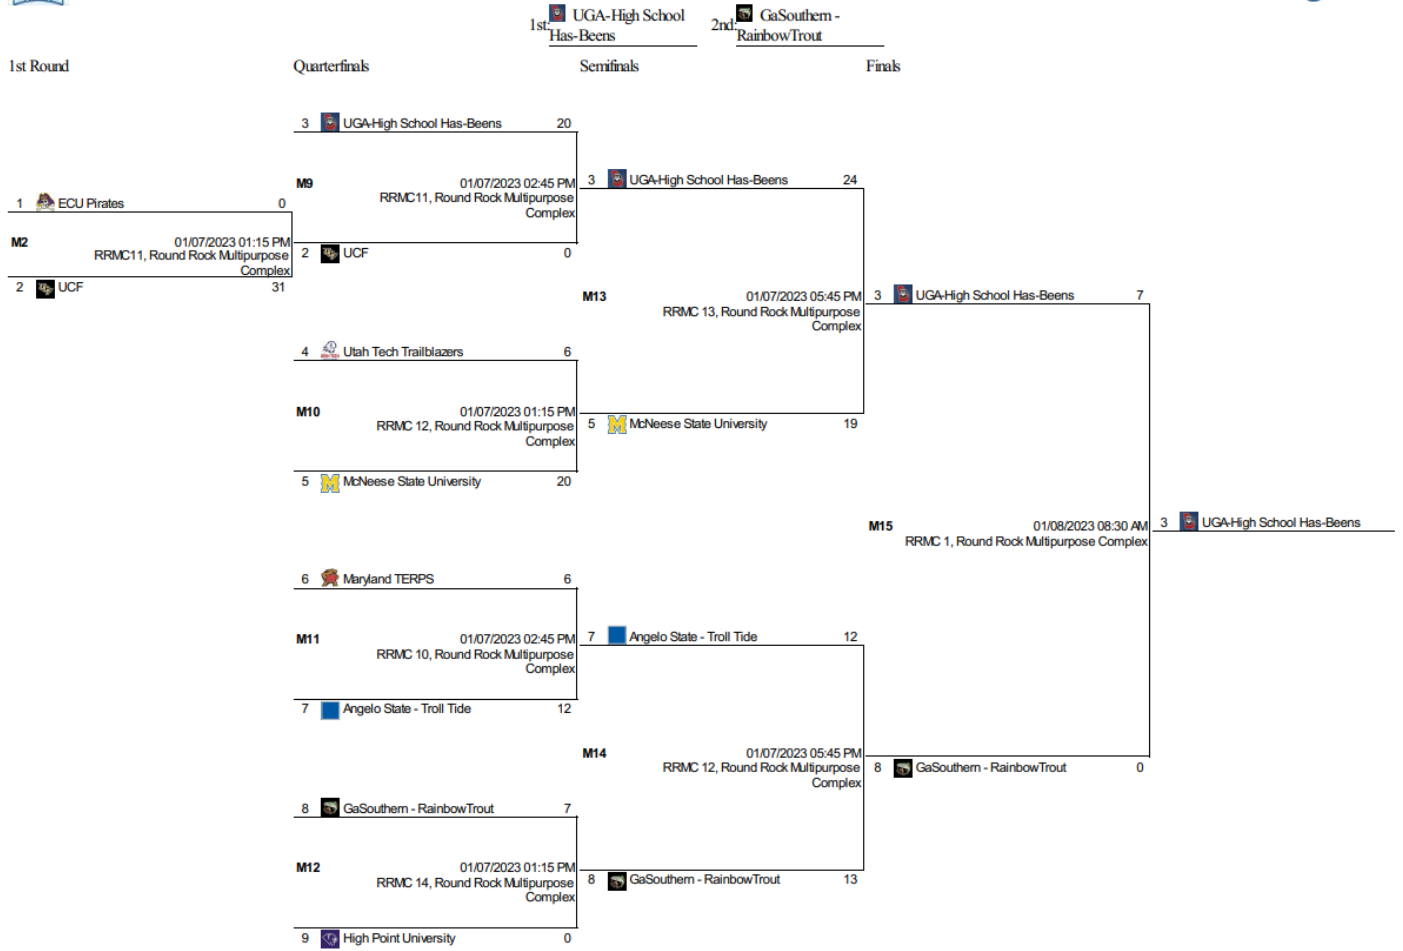 1st: UGA-High School
Has-Beens
2nd: GaSouthern -
RainbowTrout
1st Round
Quarterfinals
Semifinals
Finals
3 UGA-High School Has-Beens 20
M9 01/07/2023 02:45 PM
RRMC11, Round Rock Multipurpose
Complex
3 UGA-High School Has-Beens 24
1 ECU Pirates 0
M2 01/07/2023 01:15 PM
RRMC11, Round Rock Multipurpose
Complex
2 UCF 0
2 UCF 31
M13 01/07/2023 05:45 PM
RRMC 13, Round Rock Multipurpose
Complex
3 UGA-High School Has-Beens 7
4 Utah Tech Trailblazers 6
M10 01/07/2023 01:15 PM
RRMC 12, Round Rock Multipurpose
Complex
5 McNeese State University 19
5 McNeese State University 20
M15 01/08/2023 08:30 AM
RRMC 1, Round Rock Multipurpose Complex
3 UGA-High School Has-Beens
6 Maryland TERPS 6
M11 01/07/2023 02:45 PM
RRMC 10, Round Rock Multipurpose
Complex
7 Angelo State - Troll Tide 12
7 Angelo State - Troll Tide 12
M14 01/07/2023 05:45 PM
RRMC 12, Round Rock Multipurpose
Complex
8 GaSouthern - RainbowTrout 0
8 GaSouthern - RainbowTrout 7
M12 01/07/2023 01:15 PM
RRMC 14, Round Rock Multipurpose
Complex
8 GaSouthern - RainbowTrout 13
9 High Point University 0